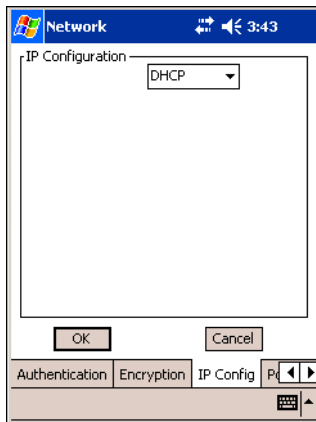 Network 3:43
IP Configuration
DHCP
OK Cancel
Authentication Encryption IP Config